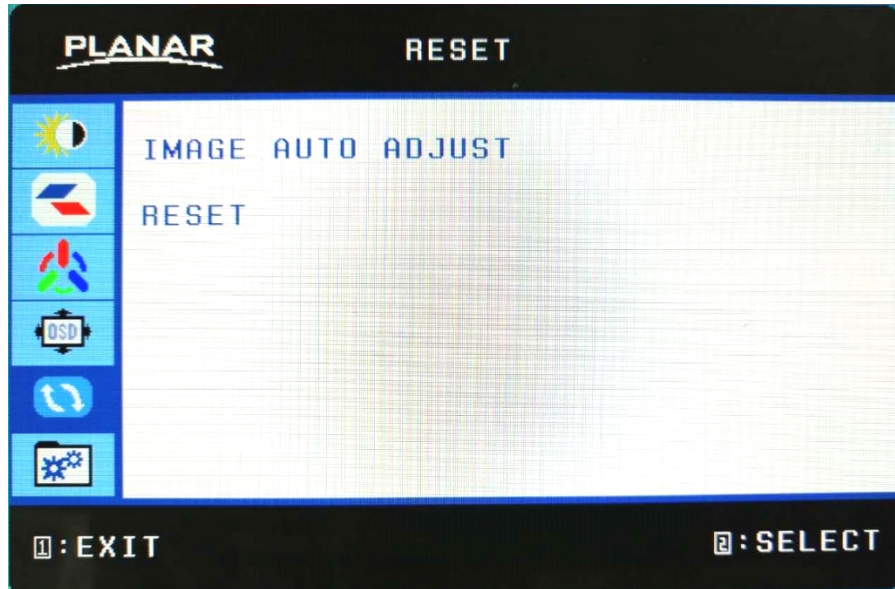 PLANAR
RESET
IMAGE AUTO ADJUST
RESET
OSD
1:EXIT
2:SELECT